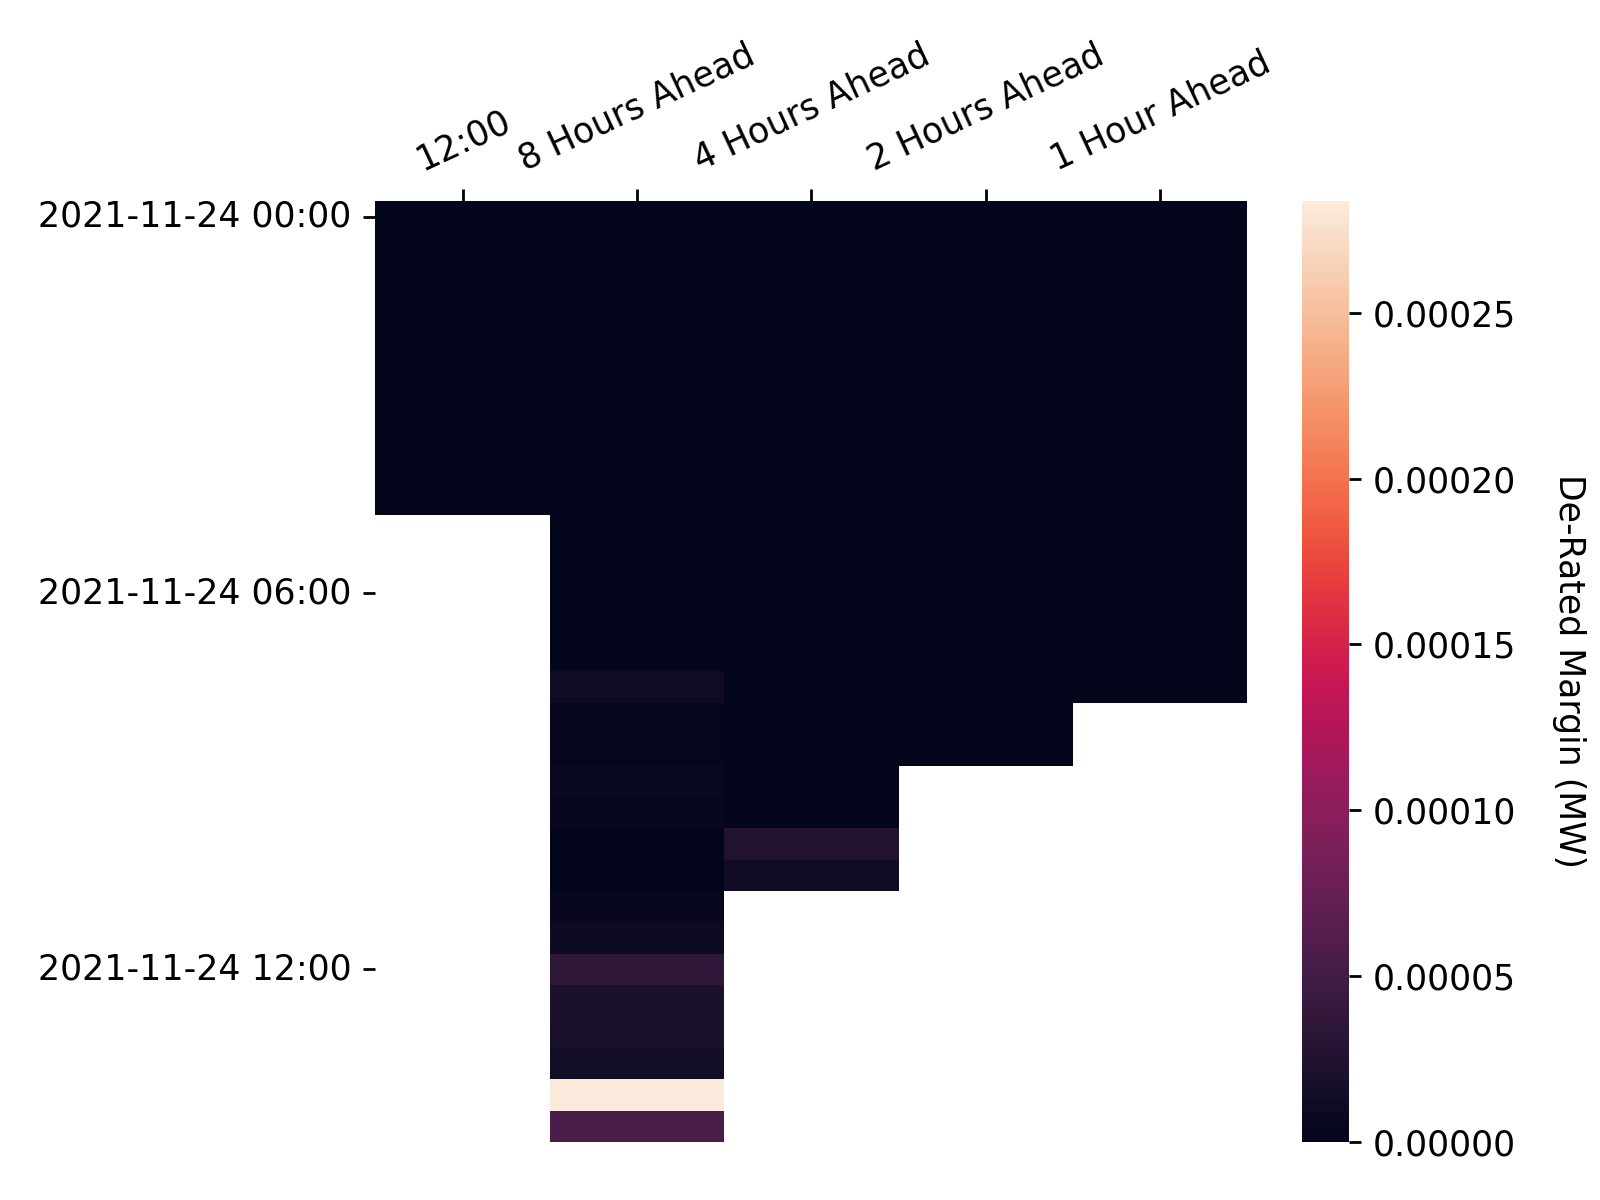 12:00
8 Hours Ahead
4 Hours Ahead
2 Hours Ahead
1 Hour Ahead
2021-11-24 00:00
2021-11-24 06:00
2021-11-24 12:00
0.00025
0.00020
0.00015
0.00010
0.00005
0.00000
De-Rated Margin (MW)